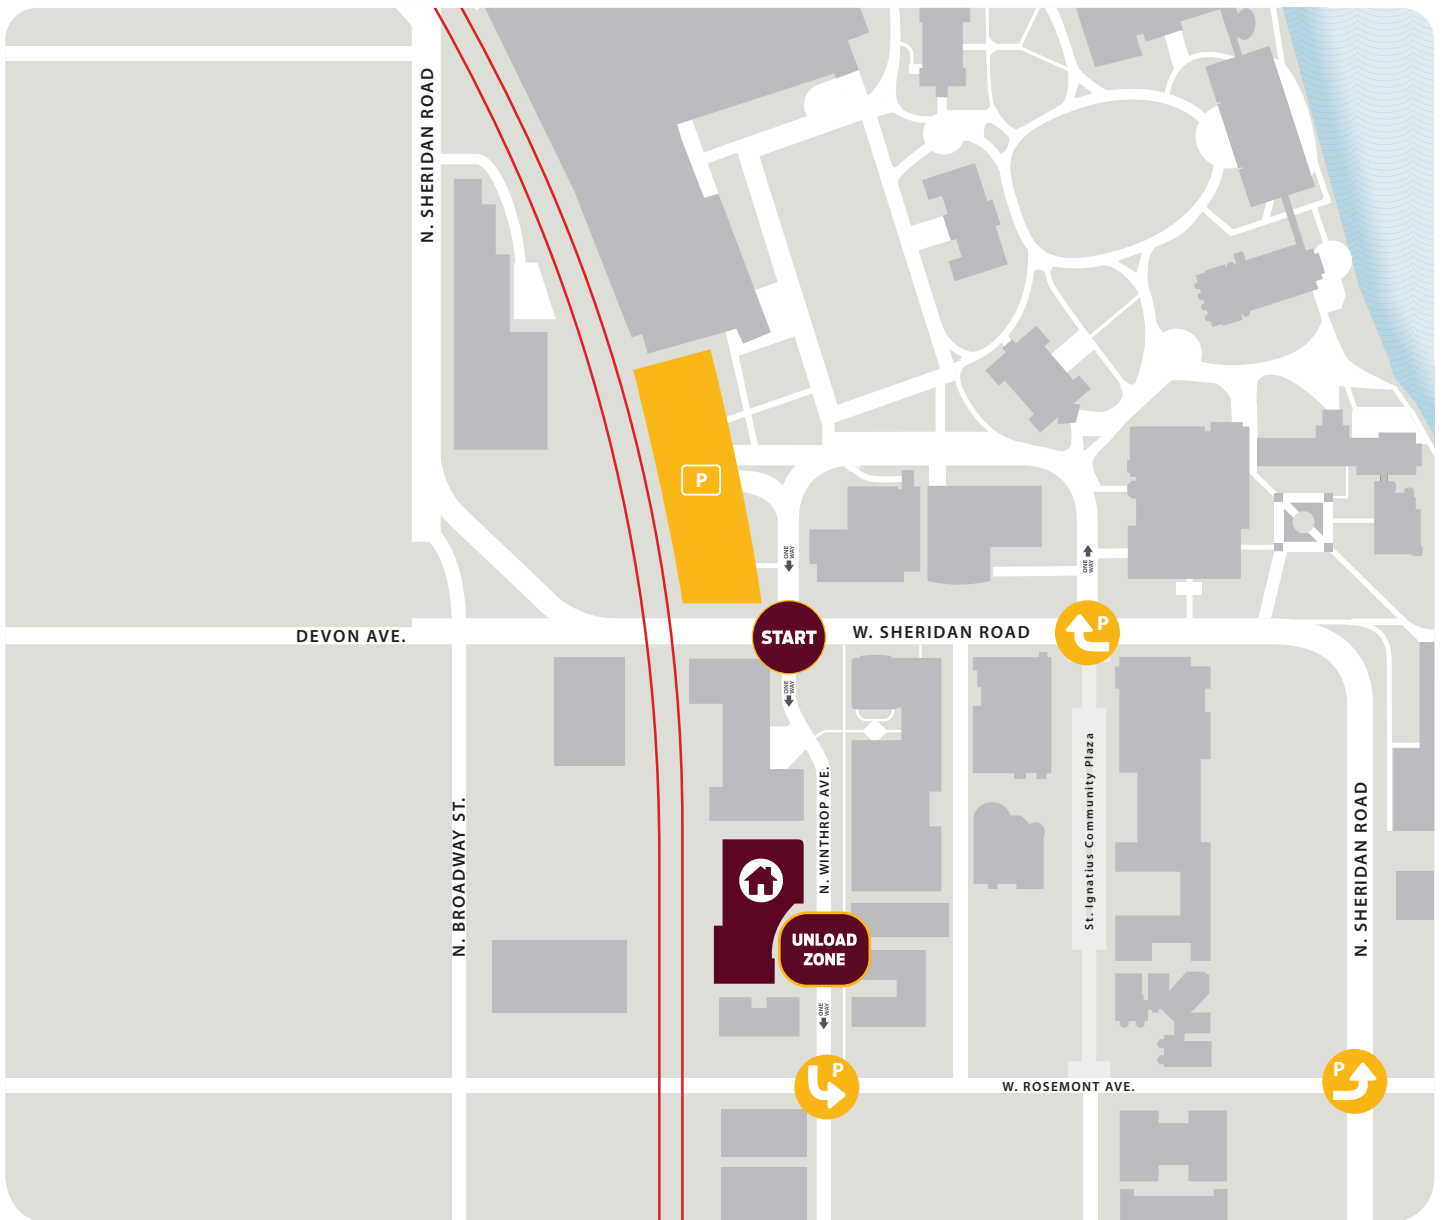 N. SHERIDAN ROAD
P
ONE
WAY
ONE
WAY
P
START
W. SHERIDAN ROAD
DEVON AVE.
ONE
WAY
St. Ignatius Community Plaza
N. WINTHROP AVE.
N. BROADWAY ST.
N. SHERIDAN ROAD
UNLOAD
ZONE
ONE
WAY
P
P
W. ROSEMONT AVE.